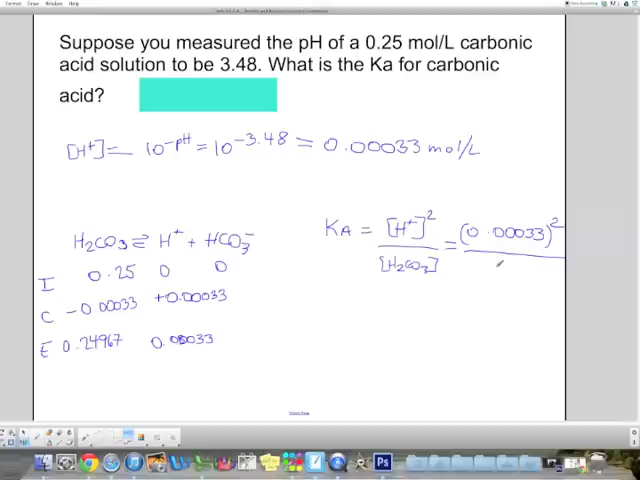 Suppose you measured the pH of a 0.25 mol/L carbonic
acid solution to be 3.48. What is the Ka for carbonic
acid?
[H⁺] = 10⁻ᵖᴴ = 10⁻³·⁴⁸ = 0.00033 mol/L
KA = [H⁺]² / [H₂CO₃] = (0.00033)²
H₂CO₃ ⇌ H⁺ + HCO₃⁻
I 0.25 0 0
C -0.00033 +0.00033
E 0.24967 0.00033